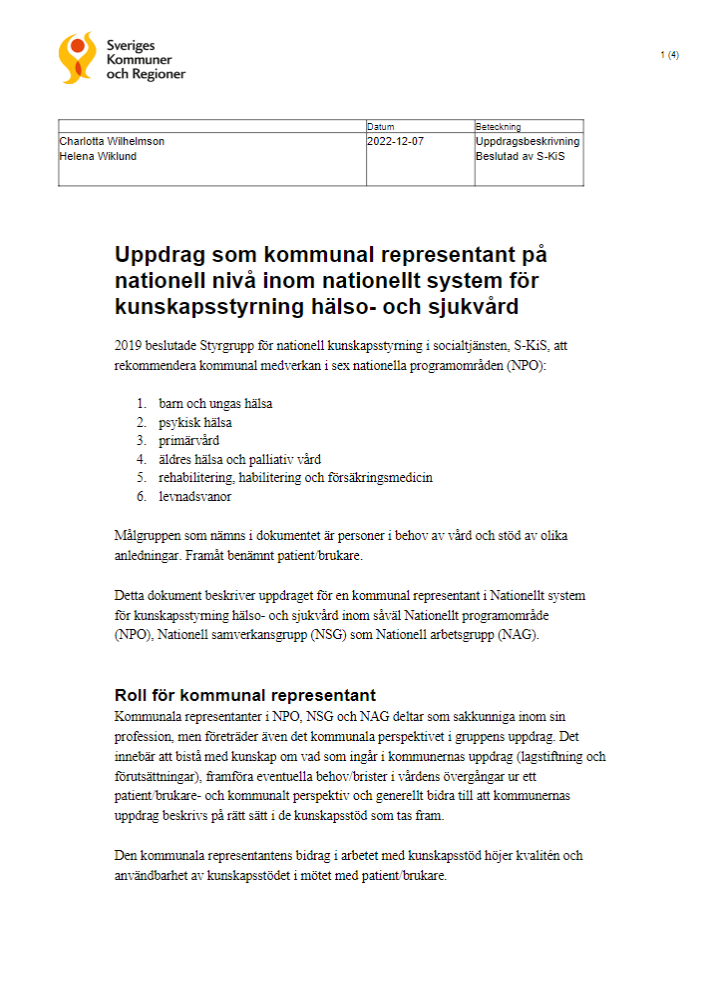 Sveriges
Kommuner
och Regioner
1 (4)
Datum
Beteckning
Charlotta Wilhelmson
2022-12-07
Uppdragsbeskrivning
Helena Wiklund
Beslutad av S-KiS
Uppdrag som kommunal representant på
nationell nivå inom nationellt system för
kunskapsstyrning hälso- och sjukvård
2019 beslutade Styrgrupp för nationell kunskapsstyrning i socialtjänsten, S-KiS, att
rekommendera kommunal medverkan i sex nationella programområden (NPO):
1. barn och ungas hälsa
2. psykisk hälsa
3. primärvård
4. äldres hälsa och palliativ vård
5. rehabilitering, habilitering och försäkringsmedicin
6. levnadsvanor
Målgruppen som nämns i dokumentet är personer i behov av vård och stöd av olika
anledningar. Framåt benämnt patient/brukare.
Detta dokument beskriver uppdraget för en kommunal representant i Nationellt system
för kunskapsstyrning hälso- och sjukvård inom såväl Nationellt programområde
(NPO), Nationell samverkansgrupp (NSG) som Nationell arbetsgrupp (NAG).
Roll för kommunal representant
Kommunala representanter i NPO, NSG och NAG deltar som sakkunniga inom sin
profession, men företräder även det kommunala perspektivet i gruppens uppdrag. Det
innebär att bistå med kunskap om vad som ingår i kommunernas uppdrag (lagstiftning och
förutsättningar), framföra eventuella behov/brister i vårdens övergångar ur ett
patient/brukare- och kommunalt perspektiv och generellt bidra till att kommunernas
uppdrag beskrivs på rätt sätt i de kunskapsstöd som tas fram.
Den kommunala representantens bidrag i arbetet med kunskapsstöd höjer kvalitén och
användbarhet av kunskapsstödet i mötet med patient/brukare.